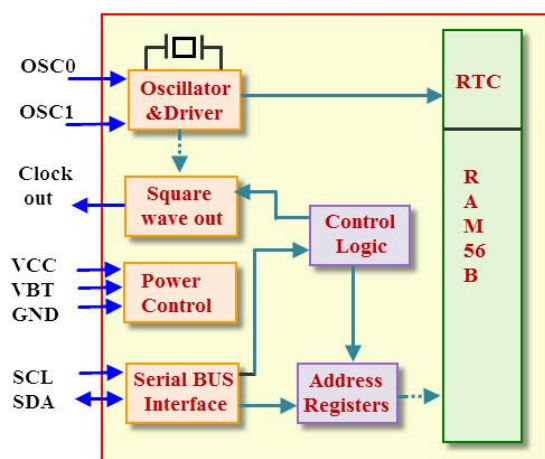 OSC0
OSC1
Oscillator
&Driver
RTC
Clock
out
Square
wave out
Control
Logic
R
A
M
56
B
VCC
VBT
GND
Power
Control
SCL
SDA
Serial BUS
Interface
Address
Registers